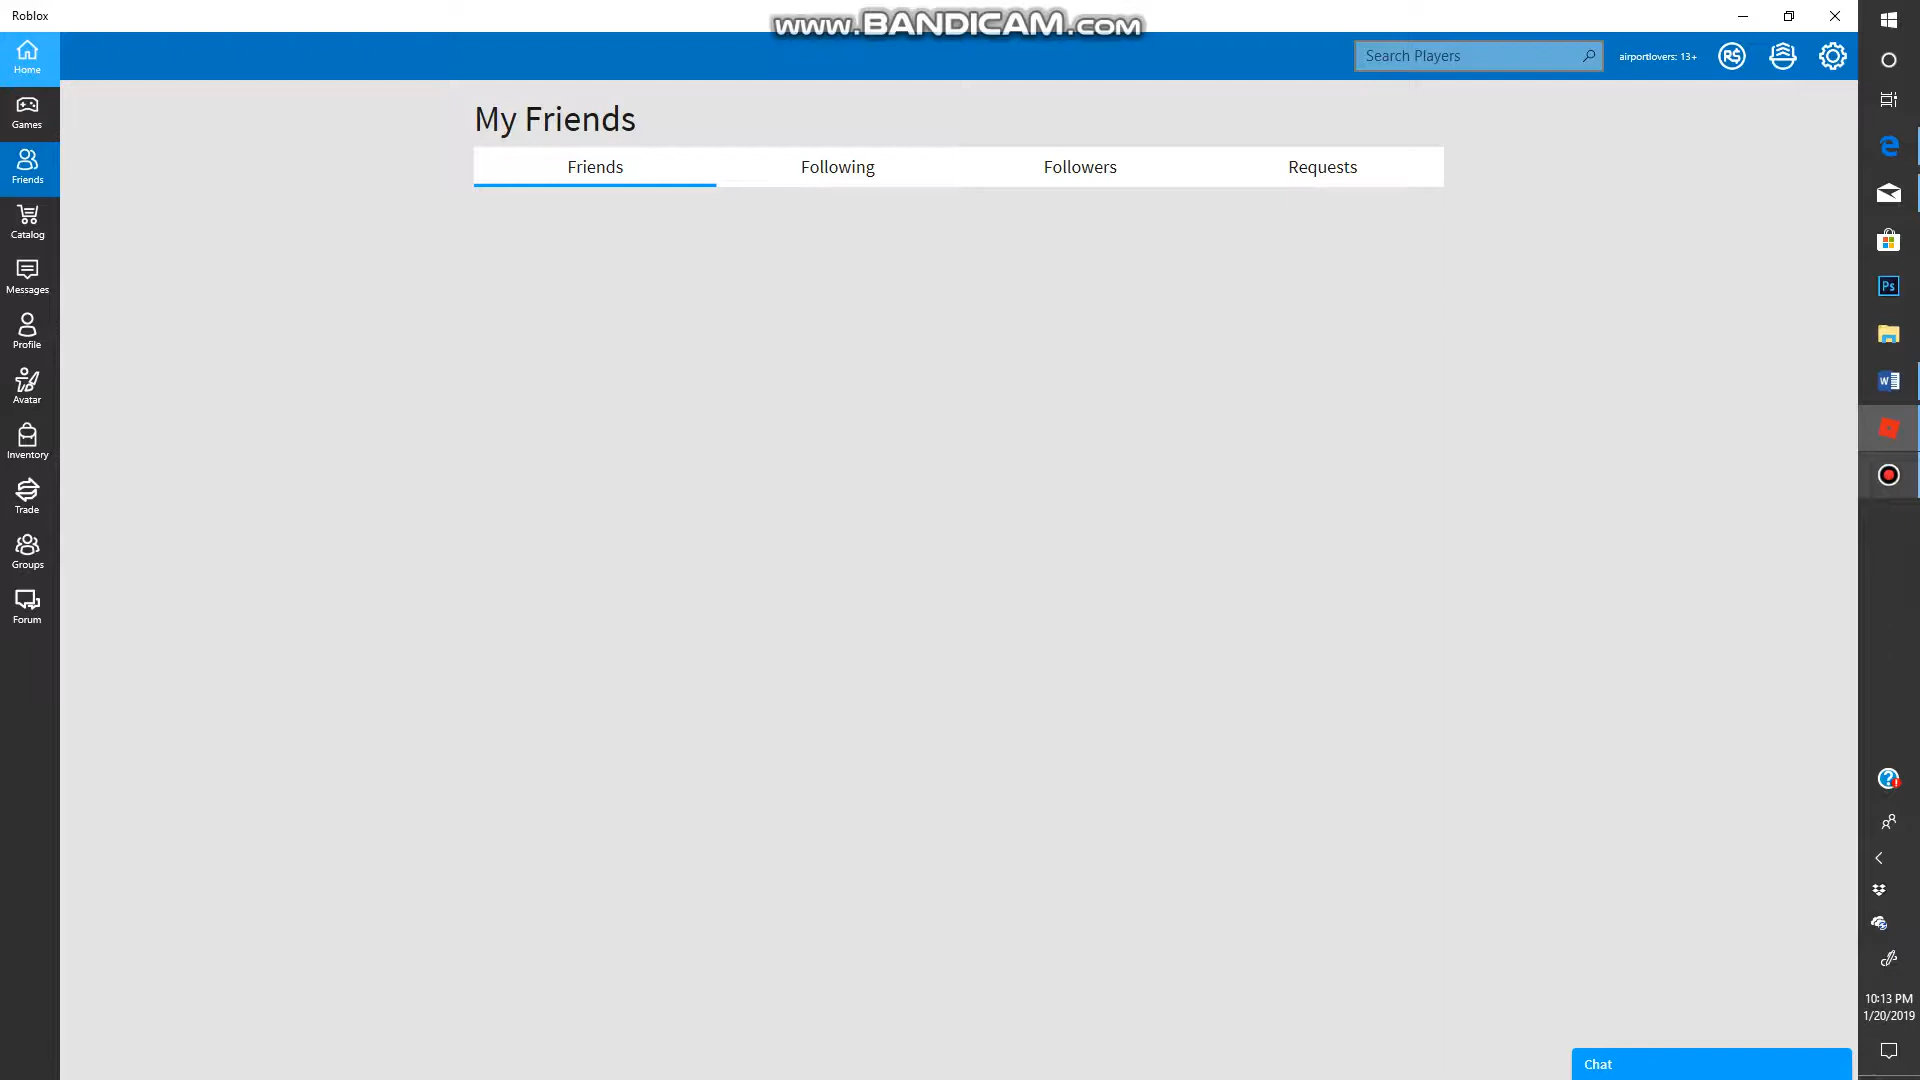 Roblox
www.BANDICAM.com
Home
Search Players
airportlovers: 13+
R$
My Friends
Games
Friends
Following
Followers
Requests
Friends
Catalog
Messages
Ps
Profile
Avatar
W
Inventory
Trade
Groups
Forum
10:13 PM
1/20/2019
Chat